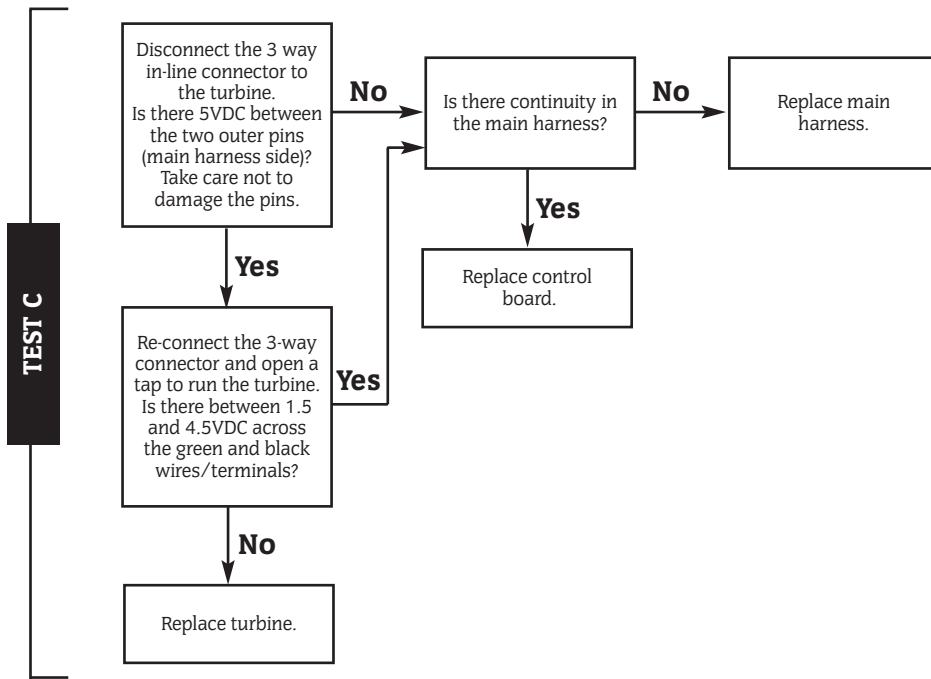 TEST C
Disconnect the 3 way
in-line connector to
the turbine.
Is there 5VDC between
the two outer pins
(main harness side)?
Take care not to
damage the pins.
No
Is there continuity in
the main harness?
No
Replace main
harness.
Yes
Replace control
board.
Yes
Re-connect the 3-way
connector and open a
tap to run the turbine.
Is there between 1.5
and 4.5VDC across
the green and black
wires/terminals?
Yes
No
Replace turbine.